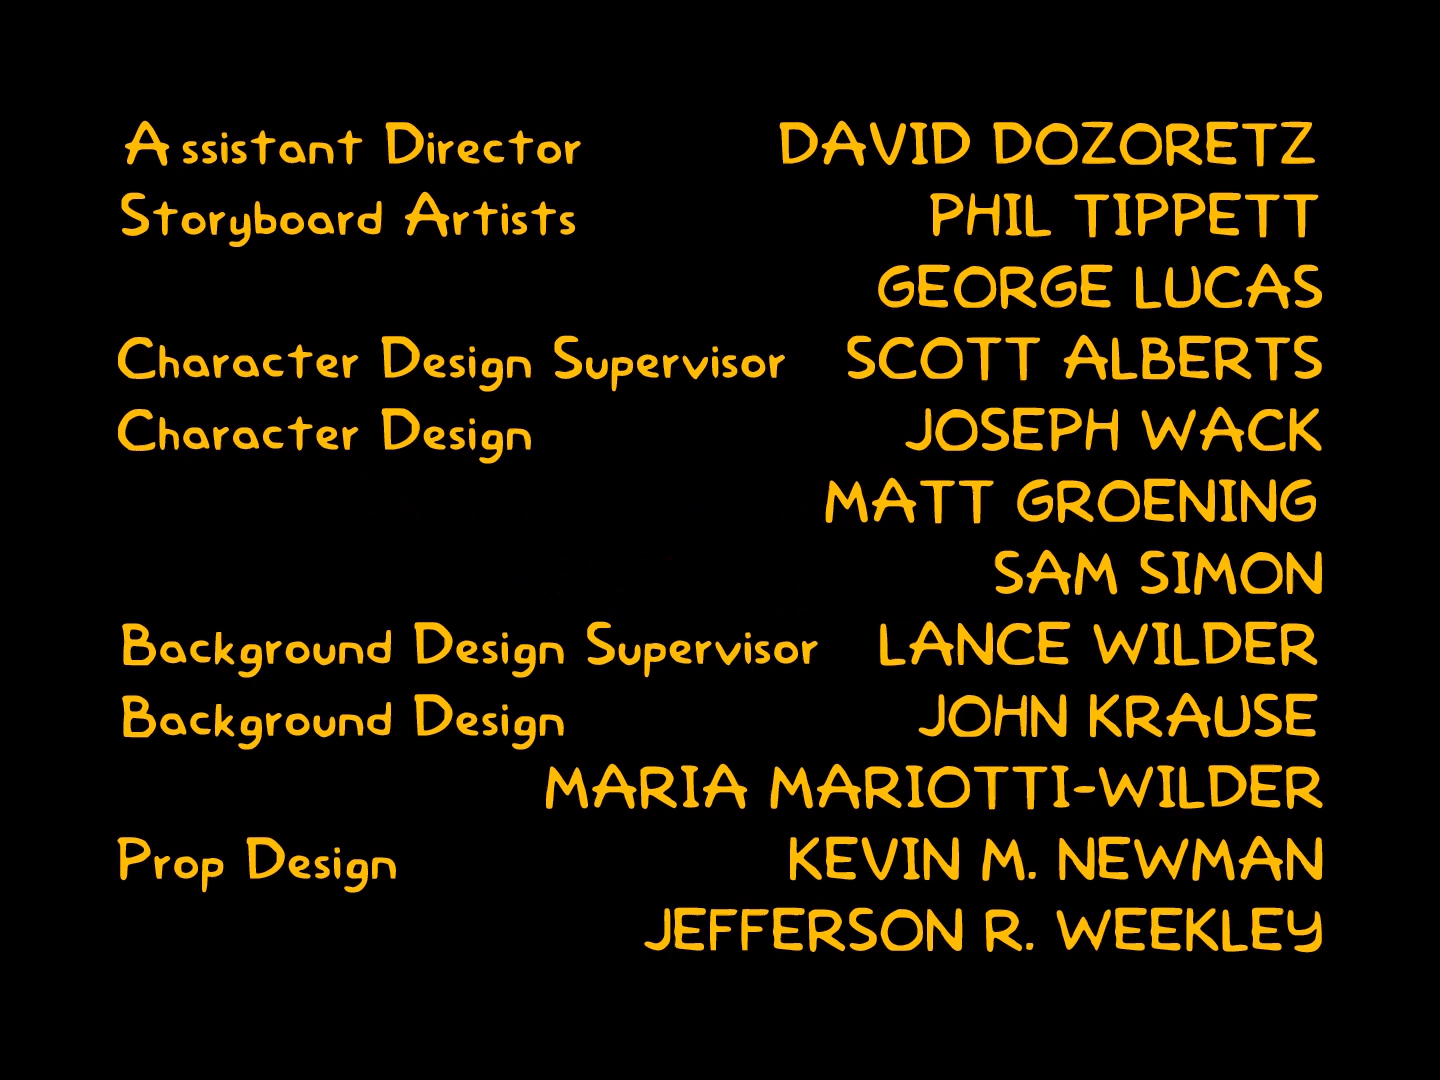 Assistant Director DAVID DOZORETZ
Storyboard Artists PHIL TIPPETT
GEORGE LUCAS
Character Design Supervisor SCOTT ALBERTS
Character Design JOSEPH WACK
MATT GROENING
SAM SIMON
Background Design Supervisor LANCE WILDER
Background Design JOHN KRAUSE
MARIA MARIOTTI-WILDER
Prop Design KEVIN M. NEWMAN
JEFFERSON R. WEEKLEY